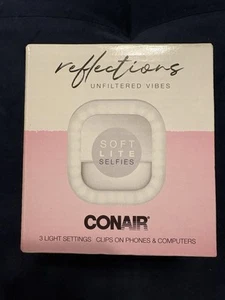 reflections
UNFILTERED VIBES
SOFT
LITE
SELFIES
CONAIR®
3 LIGHT SETTINGS CLIPS ON PHONES & COMPUTERS